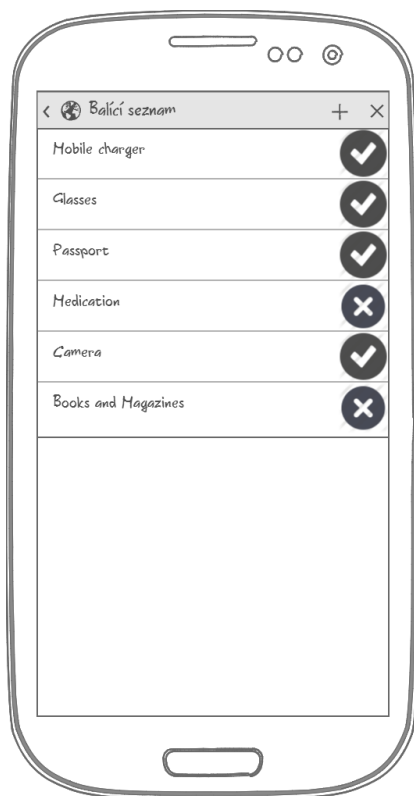 Balící seznam
Mobile charger
Glasses
Passport
Medication
Camera
Books and Magazines